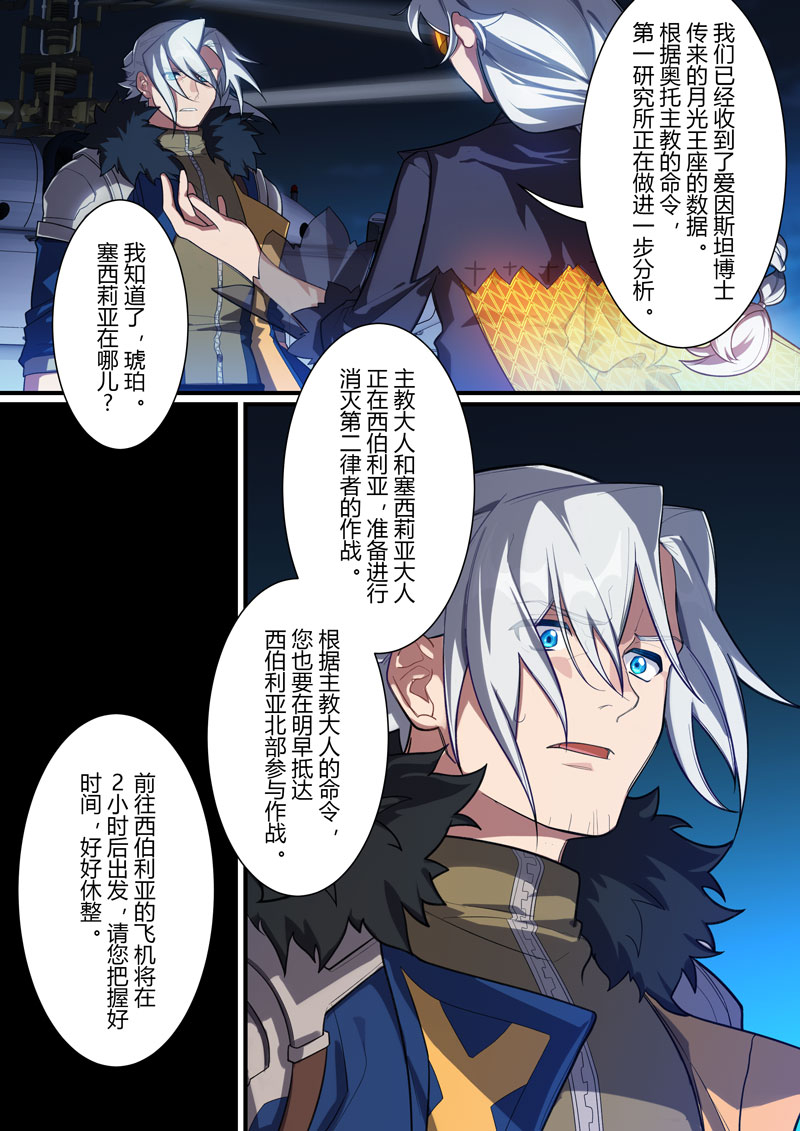 我们已经收到了爱因斯坦博士
传来的月光王座的数据。
根据奥托主教的命令，
第一研究所正在做进一步分析。
我知道了，琥珀。
塞西莉亚在哪儿？
主教大人和塞西莉亚大人
正在西伯利亚，准备进行
消灭第二律者的作战。
根据主教大人的命令，
您也要在明早抵达
西伯利亚北部参与作战。
前往西伯利亚的飞机将在
2小时后出发，请您把握好
时间，好好休整。